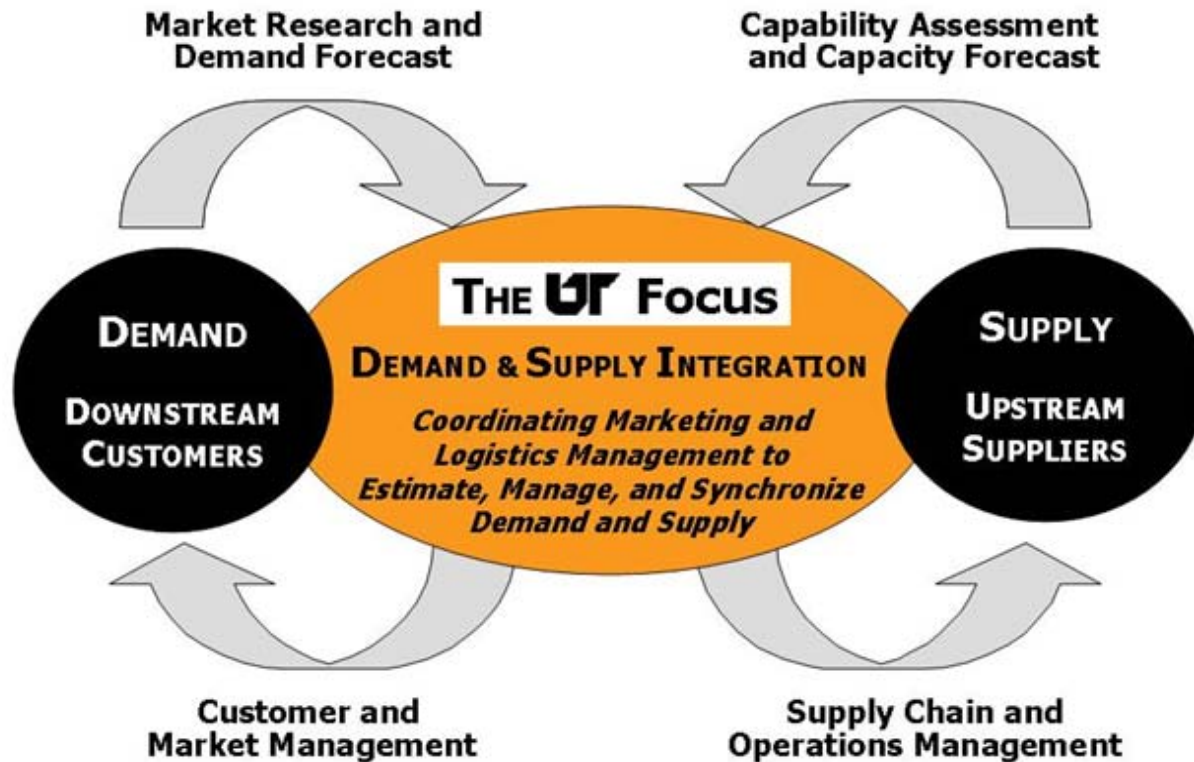 Market Research and
Demand Forecast
Capability Assessment
and Capacity Forecast
THE UT Focus
DEMAND
DOWNSTREAM
CUSTOMERS
DEMAND & SUPPLY INTEGRATION
Coordinating Marketing and
Logistics Management to
Estimate, Manage, and Synchronize
Demand and Supply
SUPPLY
UPSTREAM
SUPPLIERS
Customer and
Market Management
Supply Chain and
Operations Management